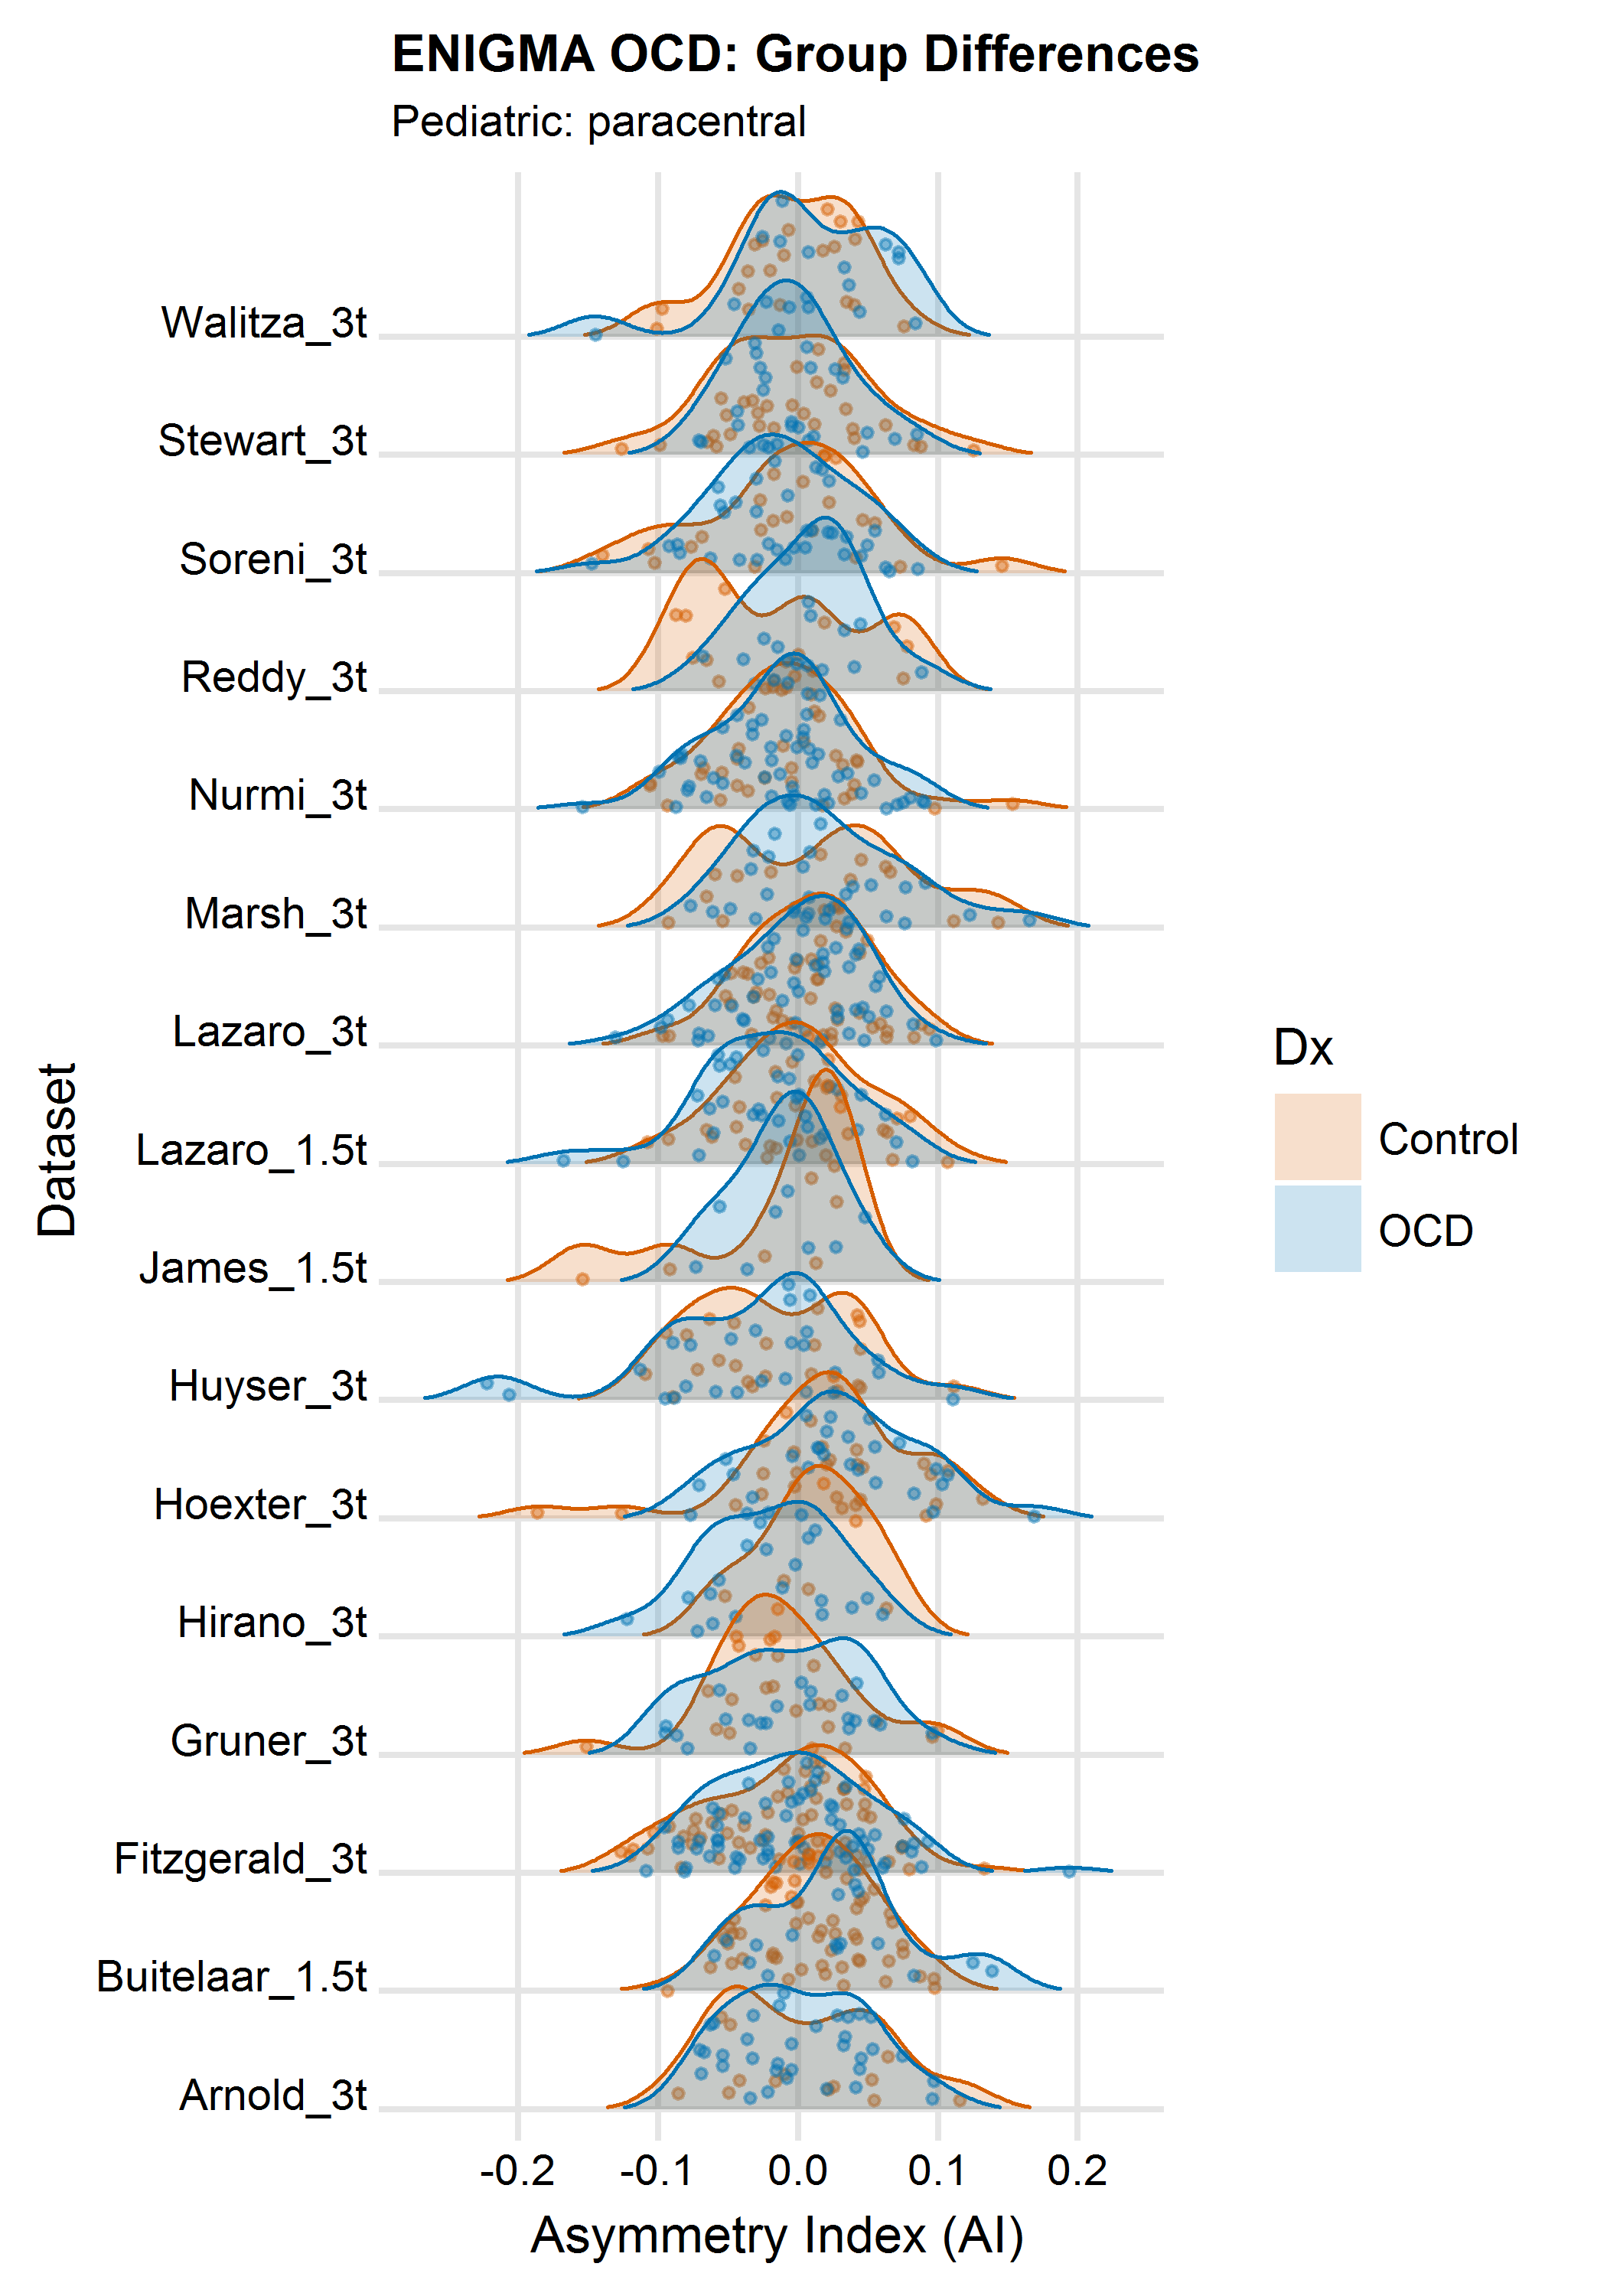 ENIGMA OCD: Group Differences
Pediatric: paracentral
Walitza_3t
Stewart_3t
Soreni_3t
Reddy_3t
Nurmi_3t
Marsh_3t
Lazaro_3t
Lazaro_1.5t
James_1.5t
Huyser_3t
Hoexter_3t
Hirano_3t
Gruner_3t
Fitzgerald_3t
Buitelaar_1.5t
Arnold_3t
Dataset
-0.2 -0.1 0.0 0.1 0.2
Asymmetry Index (AI)
Dx
Control
OCD